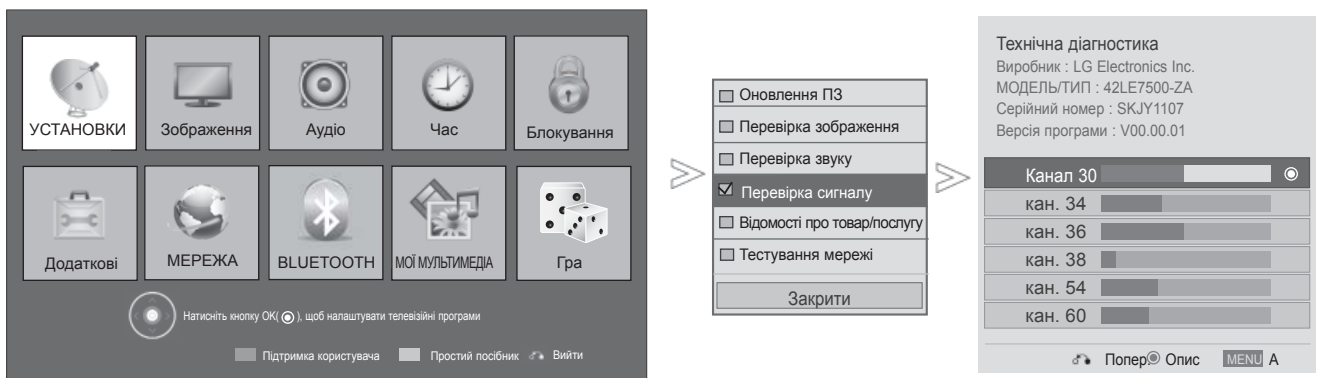 УСТАНОВКИ
Зображення
Аудіо
Час
Блокування
Додаткові
МЕРЕЖА
BLUETOOTH
МОЇ МУЛЬТИМЕДІА
Гра
Натисніть кнопку ОК( ◉ ), щоб налаштувати телевізійні програми
Підтримка користувача
Простий посібник
Вийти
Оновлення ПЗ
Перевірка зображення
Перевірка звуку
Перевірка сигналу
Відомості про товар/послугу
Тестування мережі
Закрити
Технічна діагностика
Виробник : LG Electronics Inc.
МОДЕЛЬ/ТИП : 42LE7500-ZA
Серійний номер : SKJY1107
Версія програми : V00.00.01
Канал 30
кан. 34
кан. 36
кан. 38
кан. 54
кан. 60
Попер. ◉ Опис MENU А